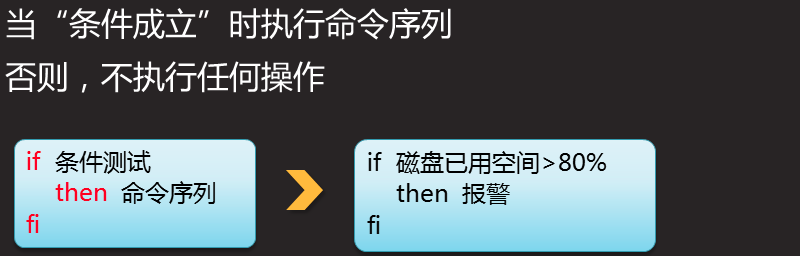 当“条件成立”时执行命令序列
否则，不执行任何操作
if 条件测试
then 命令序列
fi
if 磁盘已用空间>80%
then 报警
fi